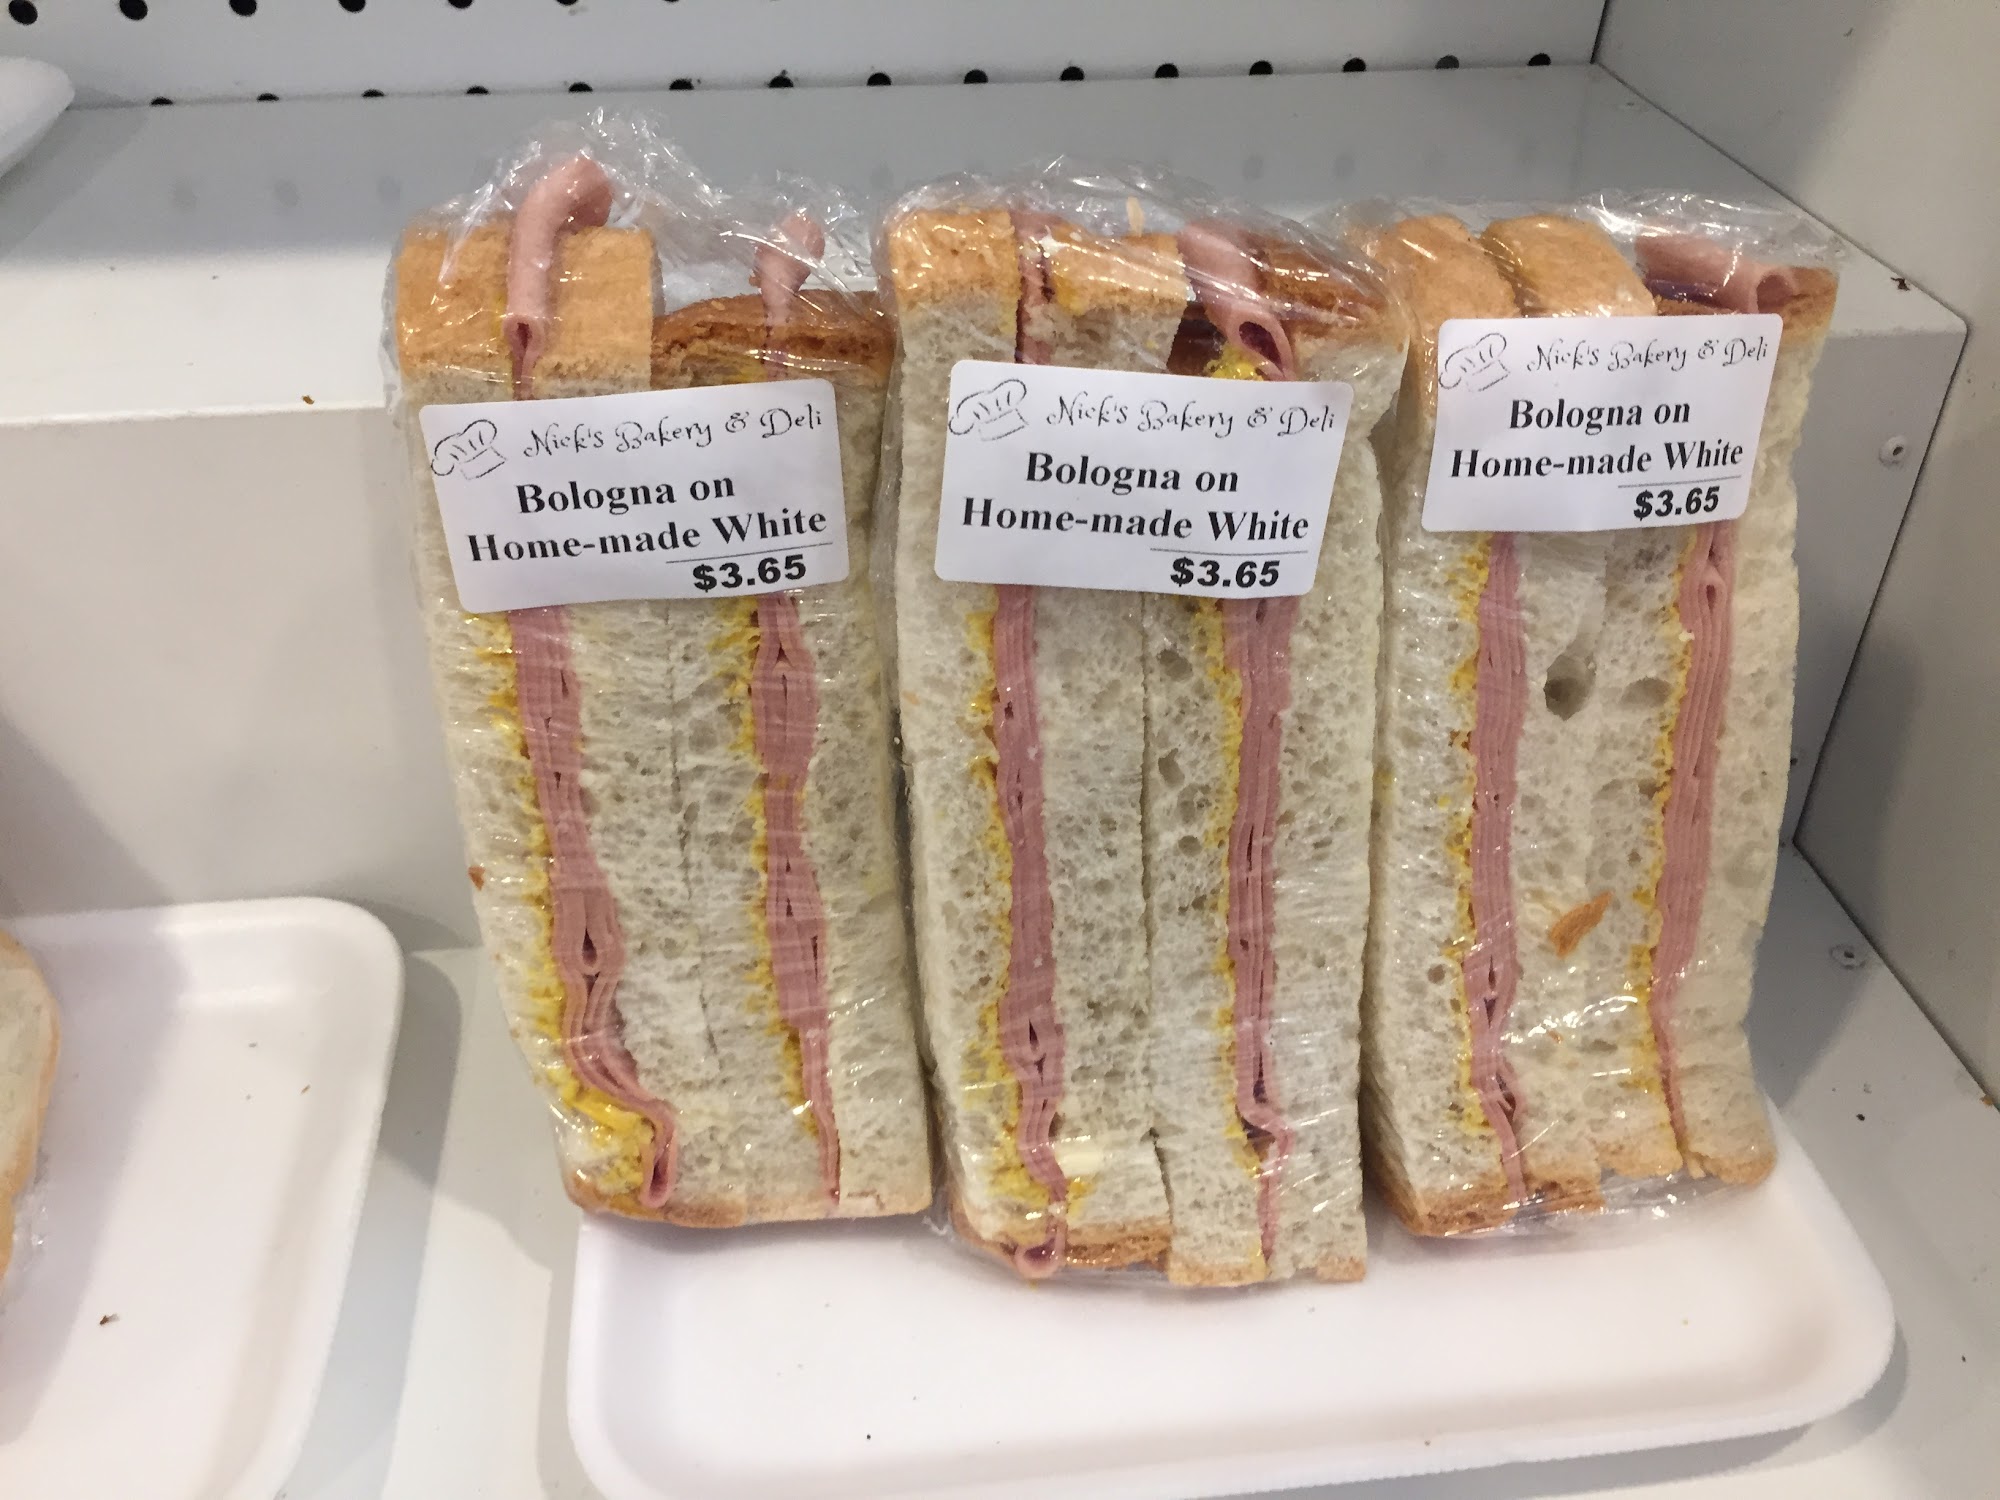 Nick's Bakery & Deli
Bologna on
Home-made White
$3.65
Nick's Bakery & Deli
Bologna on
Home-made White
$3.65
Nick's Bakery & Deli
Bologna on
Home-made White
$3.65